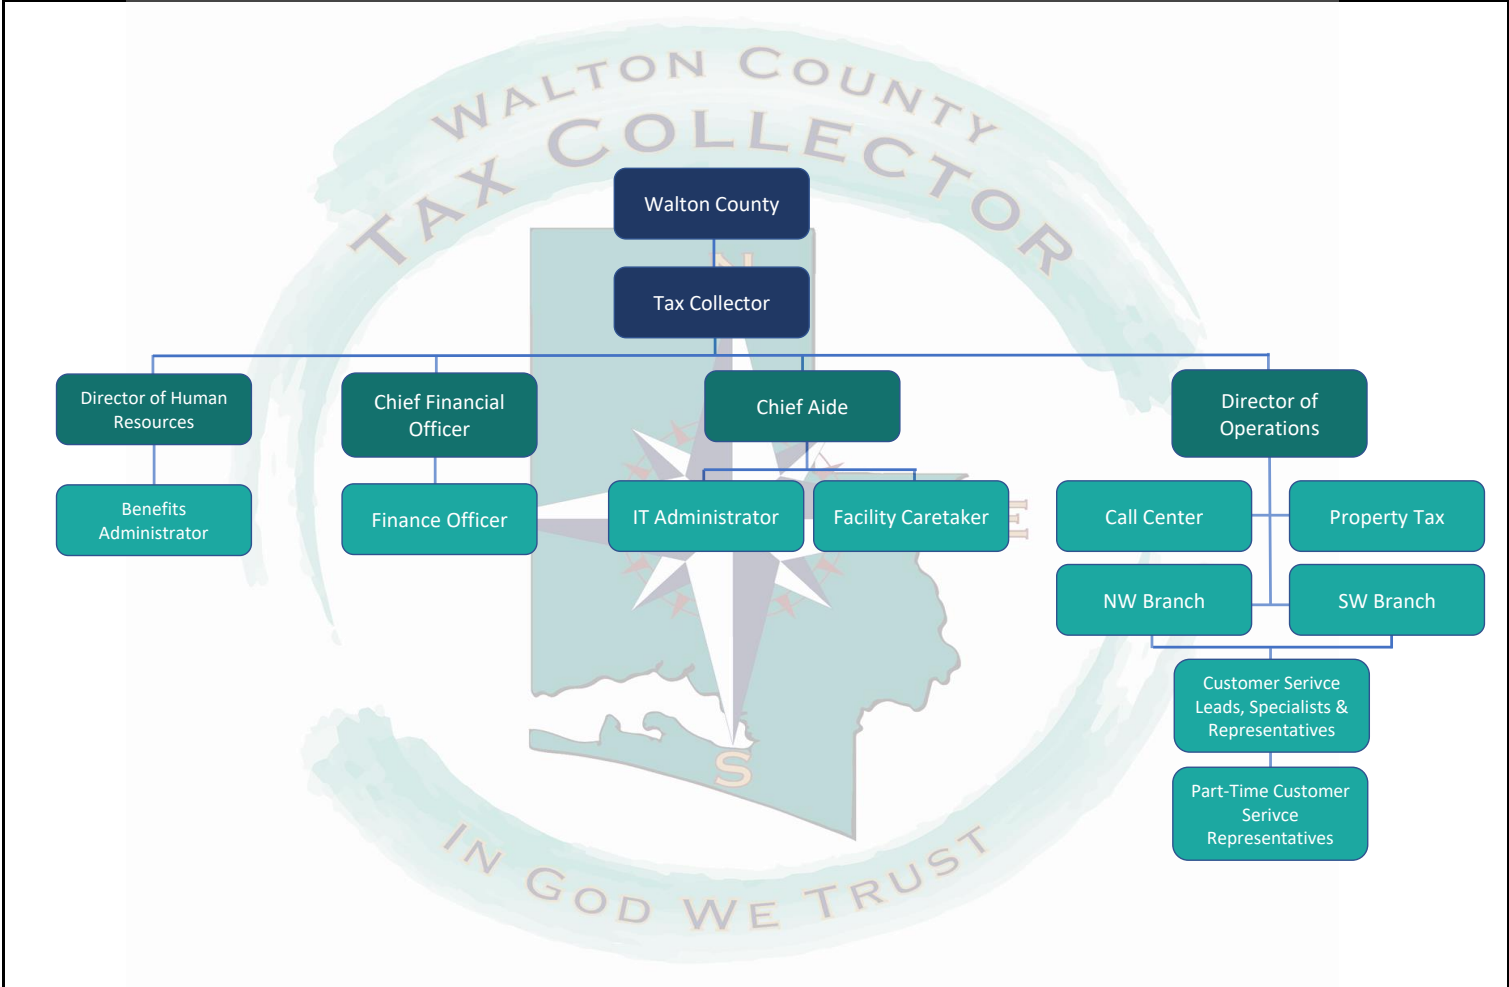 WALTON COUNTY
TAX COLLECTOR
Walton County
N
Tax Collector
Director of Human
Resources
Chief Financial
Officer
Chief Aide
Director of
Operations
Benefits
Administrator
Finance Officer
IT Administrator
Facility Caretaker
E
Call Center
Property Tax
NW Branch
SW Branch
Customer Serivce
Leads, Specialists &
Representatives
Part-Time Customer
Serivce
Representatives
S
IN GOD WE TRUST